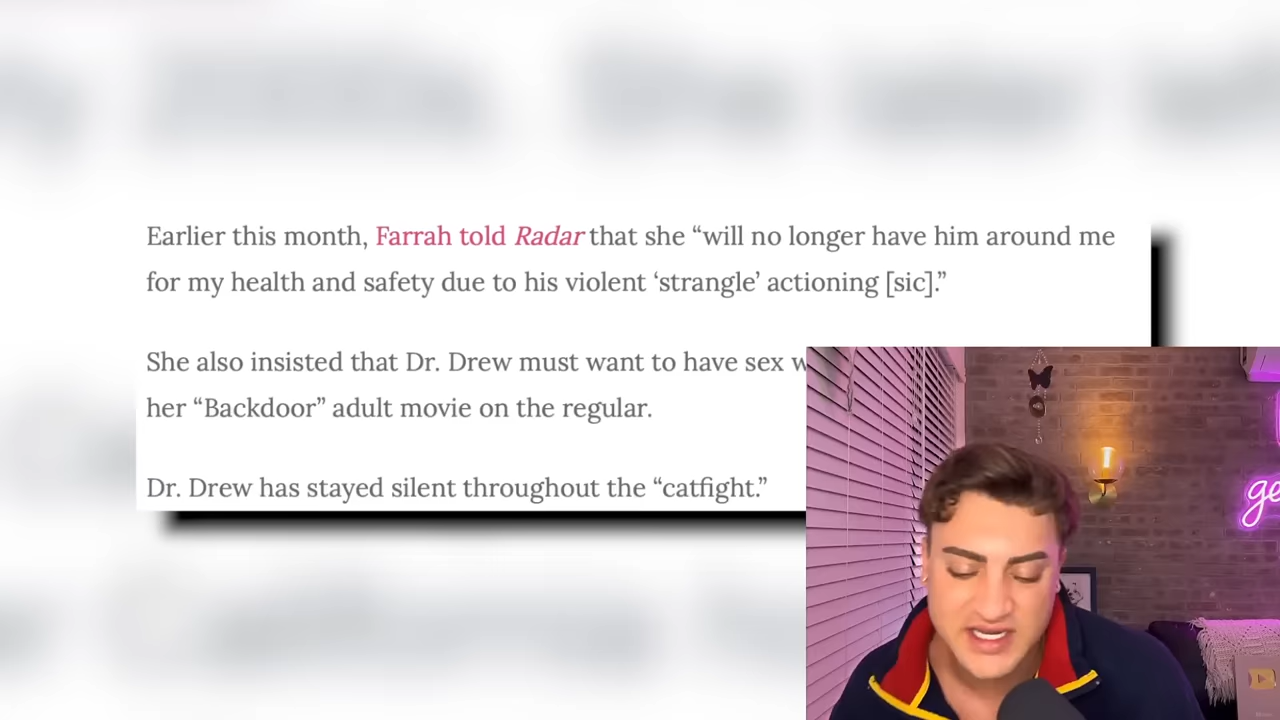 Earlier this month, Farrah told Radar that she “will no longer have him around me
for my health and safety due to his violent ‘strangle’ actioning [sic].”
She also insisted that Dr. Drew must want to have sex
her “Backdoor” adult movie on the regular.
Dr. Drew has stayed silent throughout the “catfight.”